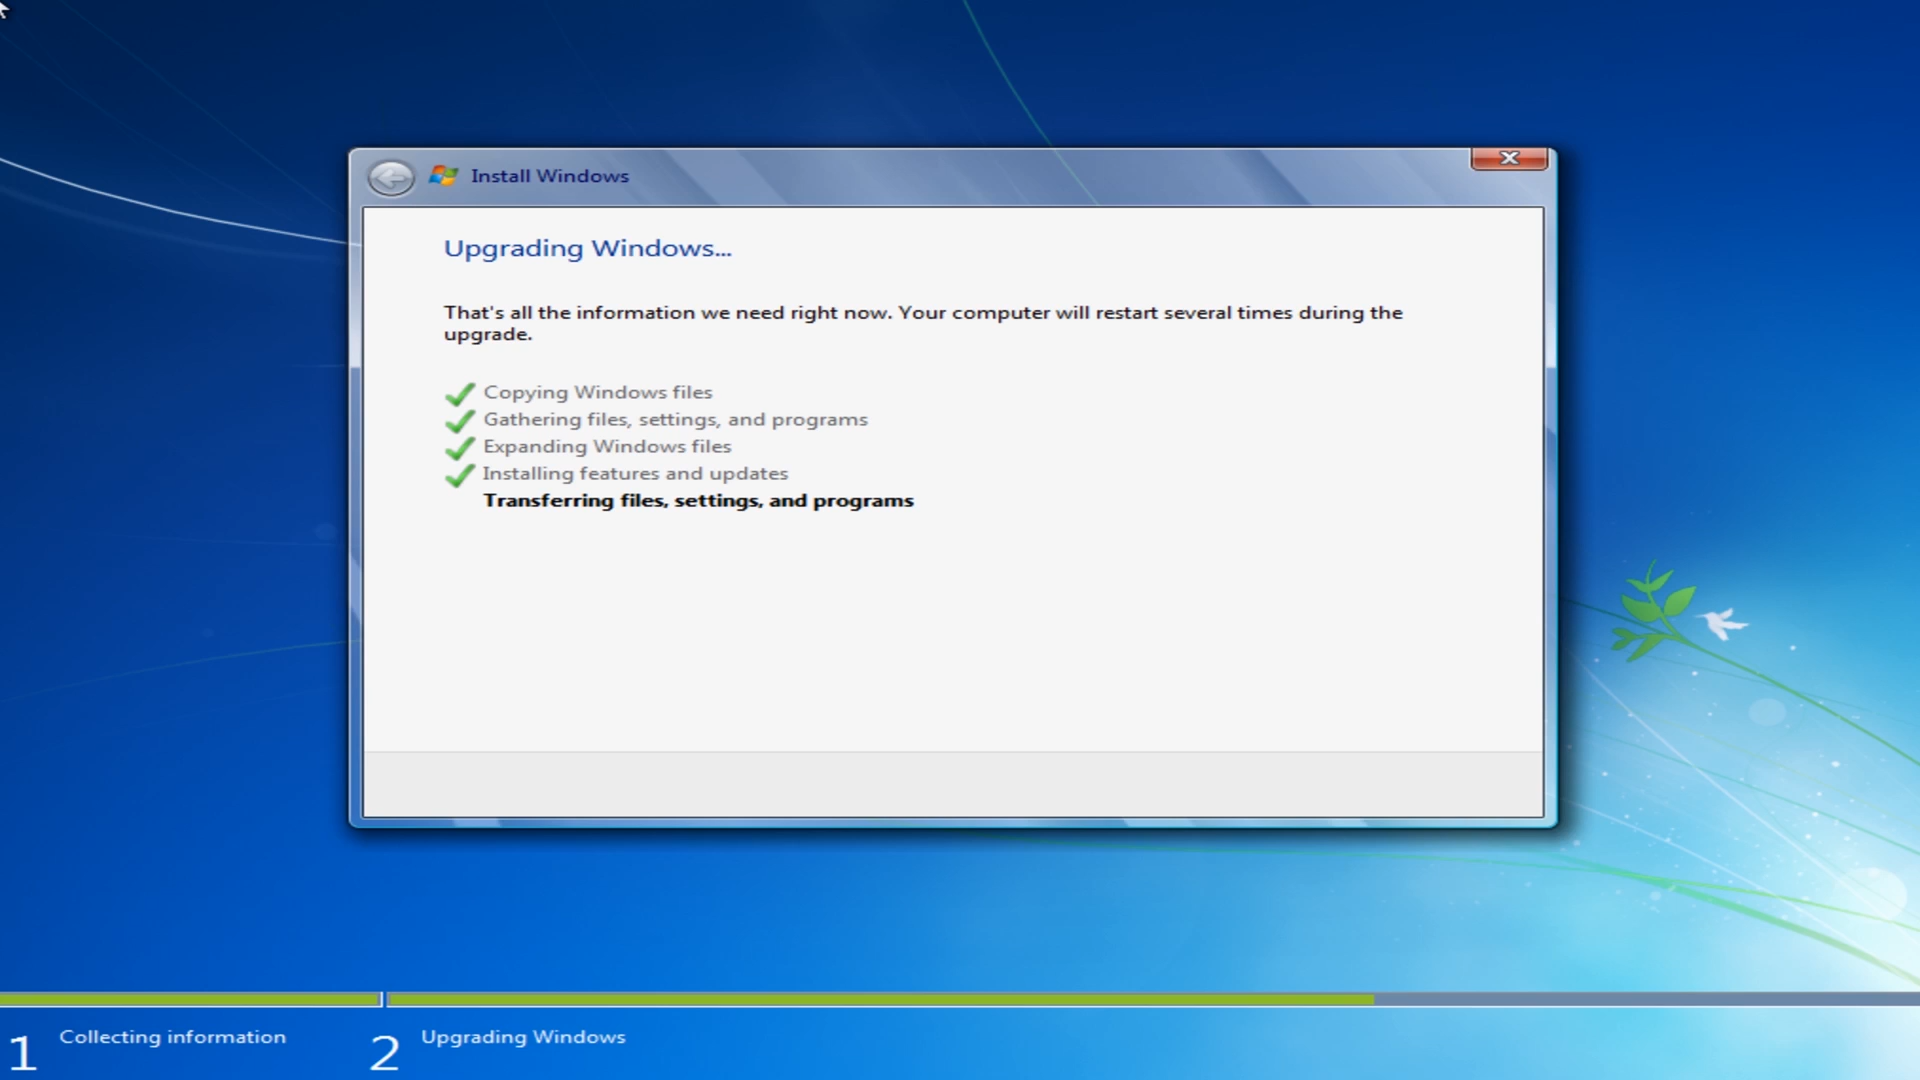 Install Windows
Upgrading Windows...
That's all the information we need right now. Your computer will restart several times during the
upgrade.
Copying Windows files
Gathering files, settings, and programs
Expanding Windows files
Installing features and updates
Transferring files, settings, and programs
1 Collecting information
2 Upgrading Windows